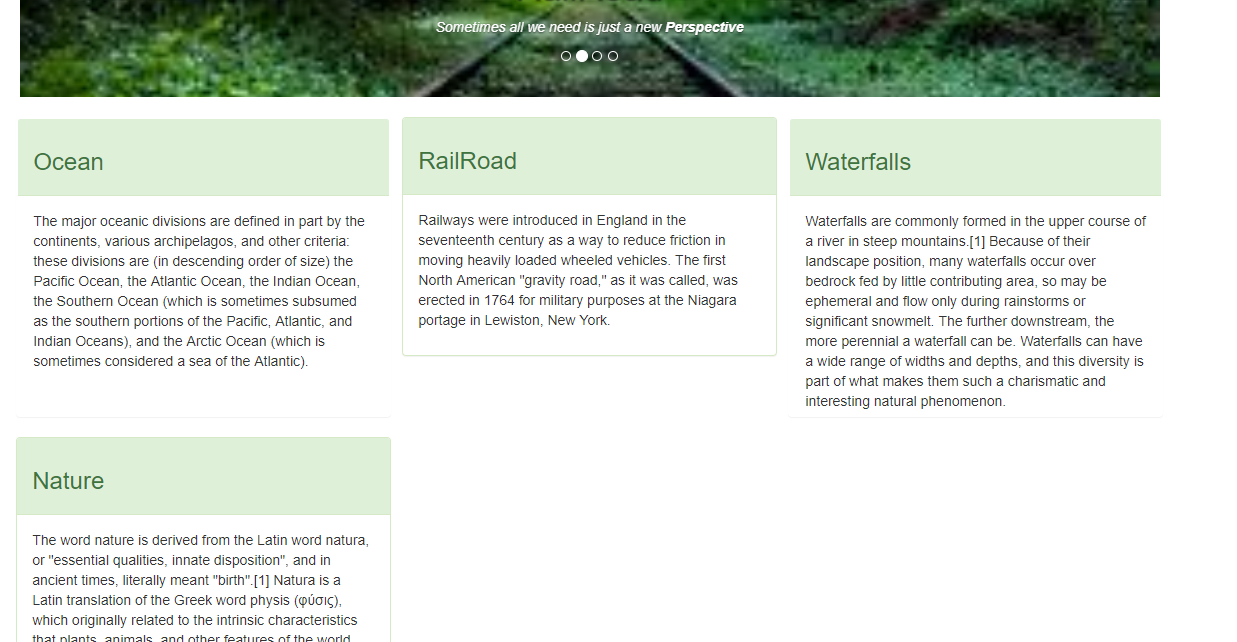 Sometimes all we need is just a new Perspective
Ocean
The major oceanic divisions are defined in part by the
continents, various archipelagos, and other criteria:
these divisions are (in descending order of size) the
Pacific Ocean, the Atlantic Ocean, the Indian Ocean,
the Southern Ocean (which is sometimes subsumed
as the southern portions of the Pacific, Atlantic, and
Indian Oceans), and the Arctic Ocean (which is
sometimes considered a sea of the Atlantic).
RailRoad
Railways were introduced in England in the
seventeenth century as a way to reduce friction in
moving heavily loaded wheeled vehicles. The first
North American "gravity road," as it was called, was
erected in 1764 for military purposes at the Niagara
portage in Lewiston, New York.
Waterfalls
Waterfalls are commonly formed in the upper course of
a river in steep mountains.[1] Because of their
landscape position, many waterfalls occur over
bedrock fed by little contributing area, so may be
ephemeral and flow only during rainstorms or
significant snowmelt. The further downstream, the
more perennial a waterfall can be. Waterfalls can have
a wide range of widths and depths, and this diversity is
part of what makes them such a charismatic and
interesting natural phenomenon.
Nature
The word nature is derived from the Latin word natura,
or "essential qualities, innate disposition", and in
ancient times, literally meant "birth".[1] Natura is a
Latin translation of the Greek word physis (φύσις),
which originally related to the intrinsic characteristics
that plants, animals, and other features of the world